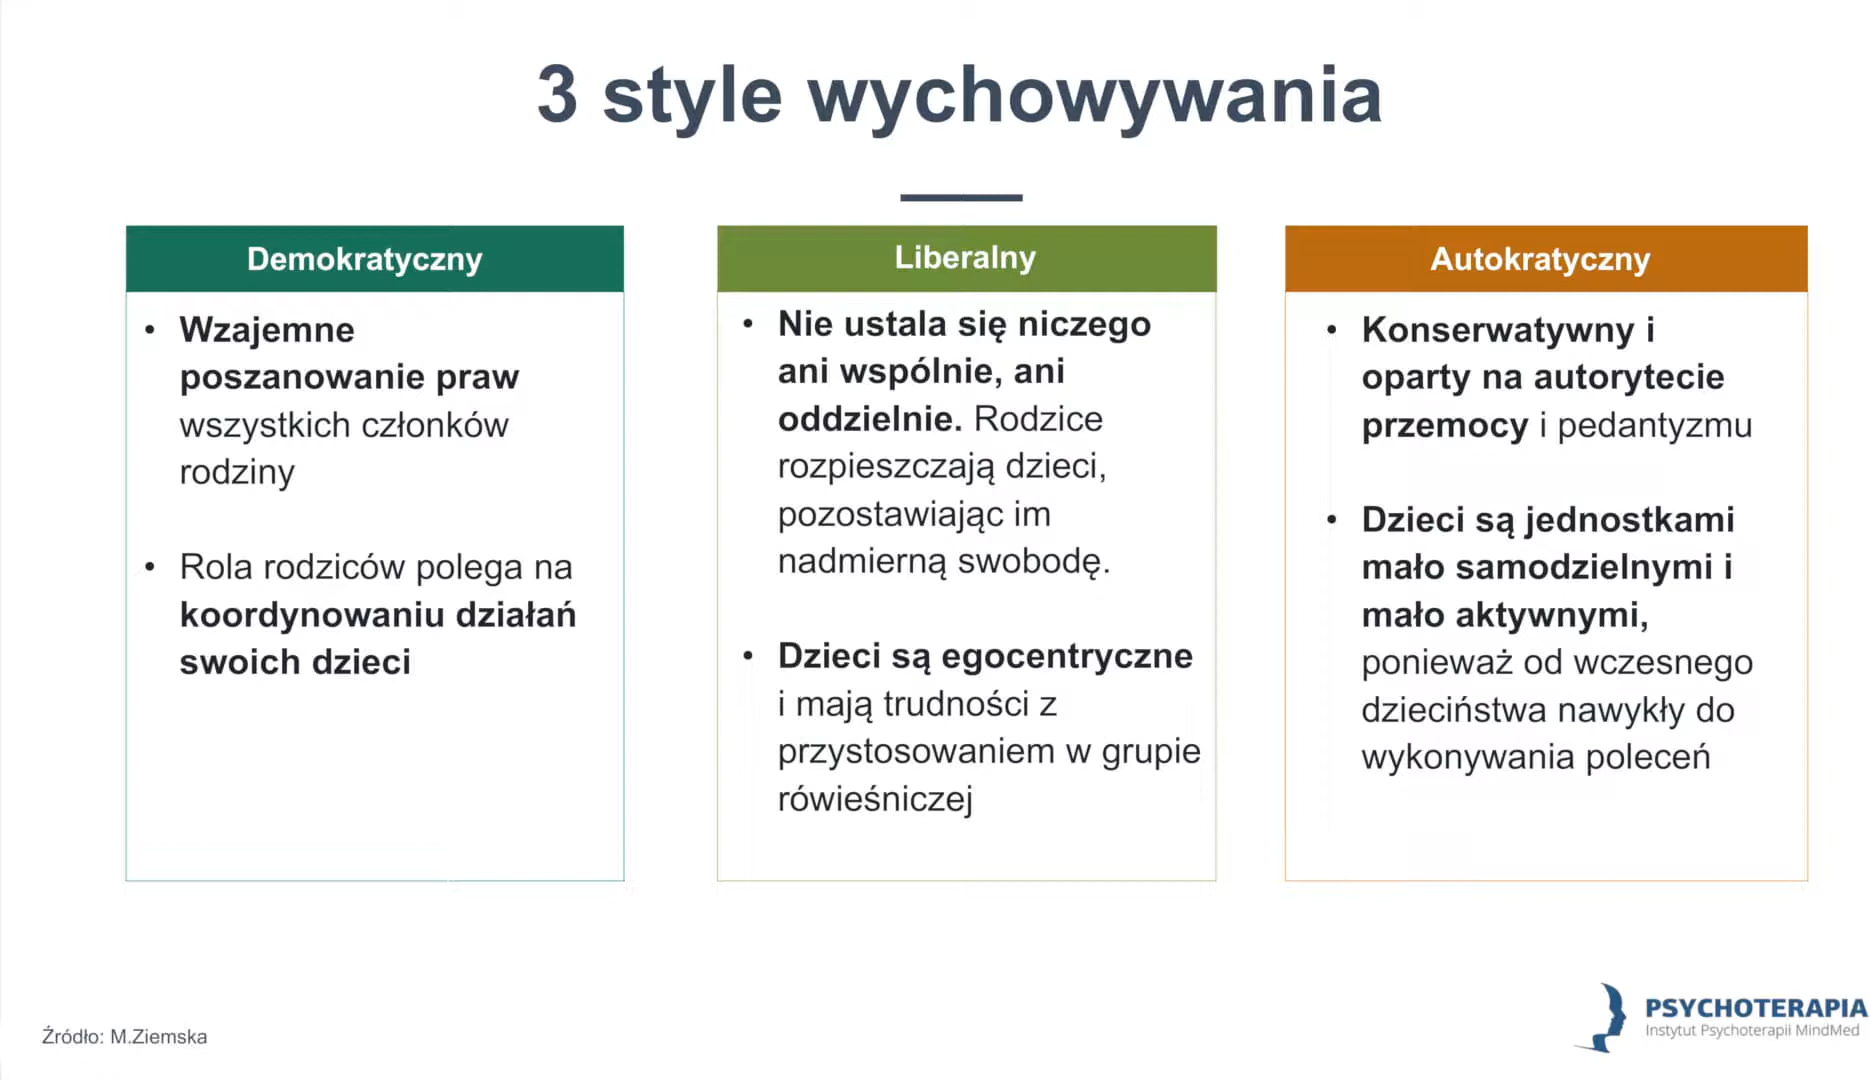 3 style wychowywania
Demokratyczny
• Wzajemne
poszanowanie praw
wszystkich członków
rodziny
• Rola rodziców polega na
koordynowaniu działań
swoich dzieci
Liberalny
• Nie ustala się niczego
ani wspólnie, ani
oddzielnie. Rodzice
rozpieszczają dzieci,
pozostawiając im
nadmierną swobodę.
• Dzieci są egocentryczne
i mają trudności z
przystosowaniem w grupie
rówieśniczej
Autokratyczny
• Konserwatywny i
oparty na autorytecie
przemocy i pedantyzmu
• Dzieci są jednostkami
mało samodzielnymi i
mało aktywnymi,
ponieważ od wczesnego
dzieciństwa nawykły do
wykonywania poleceń
Źródło: M.Ziemska
PSYCHOTERAPIA
Instytut Psychoterapii MindMed